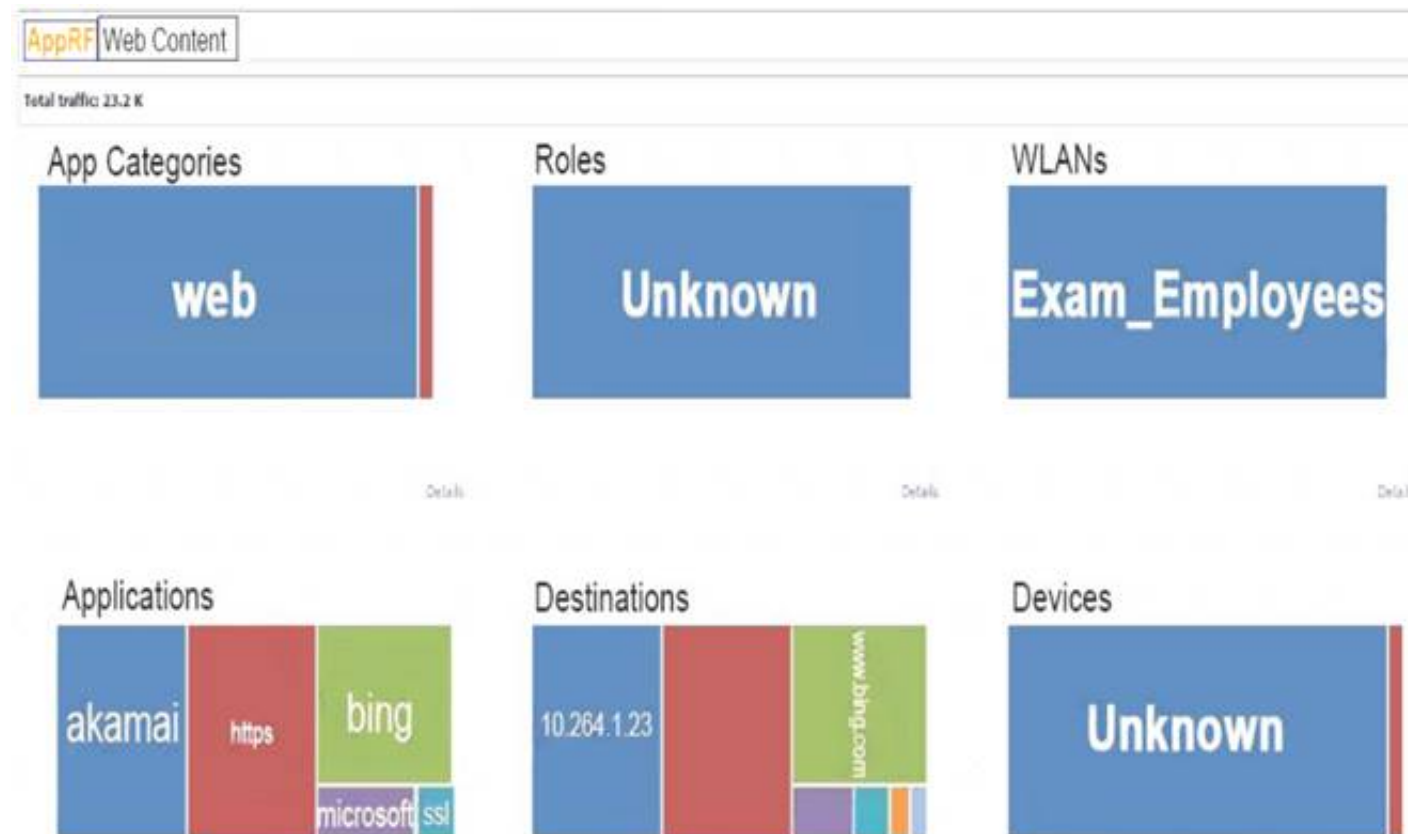 AppRF Web Content
Total traffic: 23.2 K
App Categories
Roles
WLANs
web
Unknown
Exam_Employees
Details
Details
Detail
Applications
Destinations
Devices
akamai
https
bing
microsoft
ssl
10.264.1.23
www.bing.com
Unknown